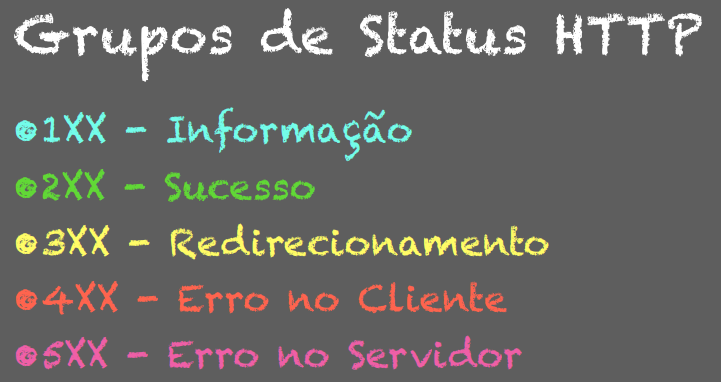 Grupos de Status HTTP
1XX - Informação
2XX - Sucesso
3XX - Redirecionamento
4XX - Erro no Cliente
5XX - Erro no Servidor